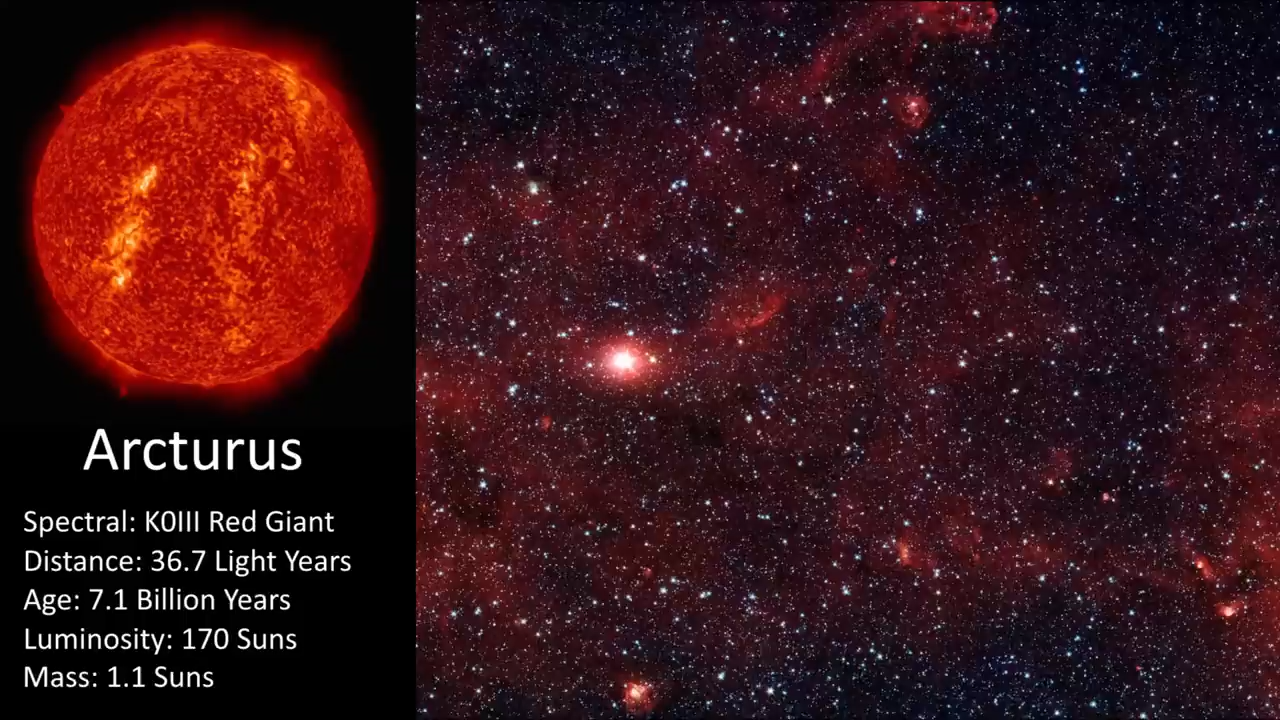 Arcturus
Spectral: K0III Red Giant
Distance: 36.7 Light Years
Age: 7.1 Billion Years
Luminosity: 170 Suns
Mass: 1.1 Suns